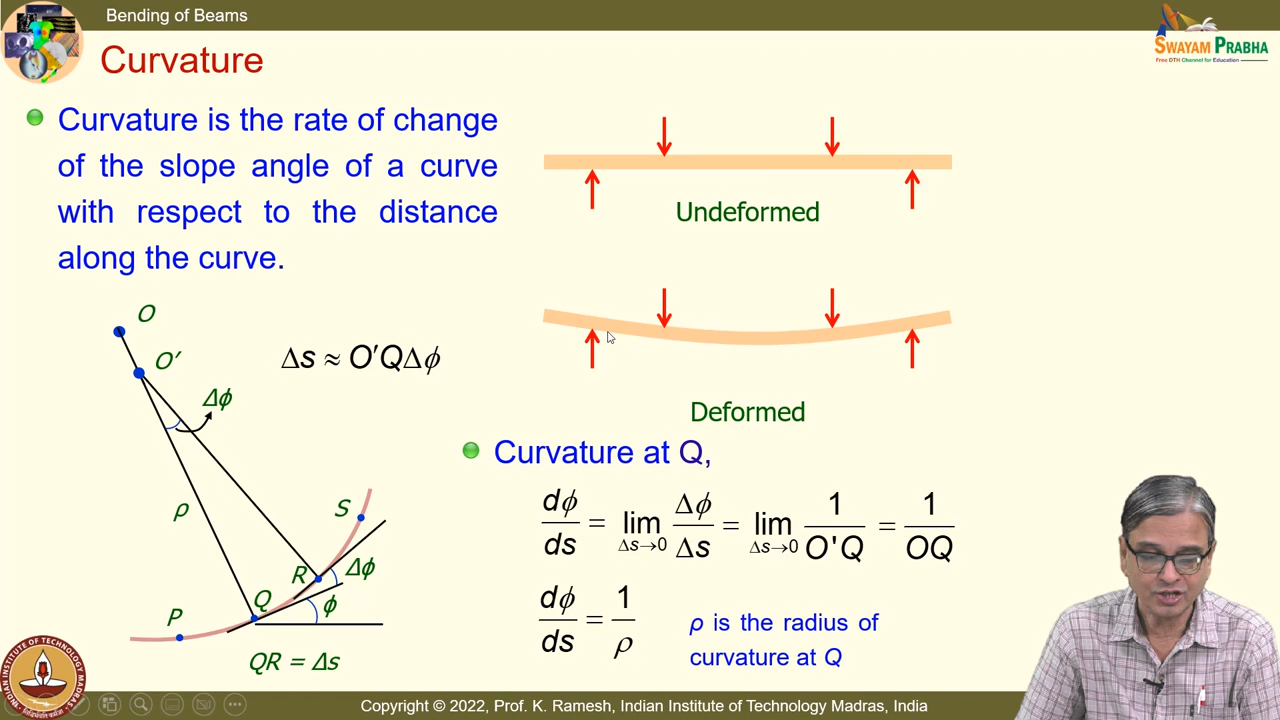 Bending of Beams
SWAYAM PRABHA
Free DTH Channel for Education
Curvature
Curvature is the rate of change
of the slope angle of a curve
with respect to the distance
along the curve.
Undeformed
Deformed
O
O′
Δϕ
Δs ≈ O′QΔϕ
ρ
S
R
Δϕ
Q
ϕ
P
QR = Δs
Curvature at Q,
dϕ/ds = lim Δs→0 Δϕ/Δs = lim Δs→0 1/O'Q = 1/OQ
dϕ/ds = 1/ρ
ρ is the radius of
curvature at Q
INDIAN INSTITUTE OF TECHNOLOGY MADRAS
Copyright © 2022, Prof. K. Ramesh, Indian Institute of Technology Madras, India